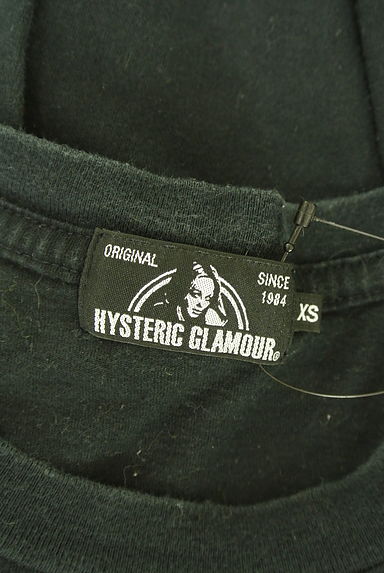 ORIGINAL
SINCE
1984
HYSTERIC GLAMOUR®
XS